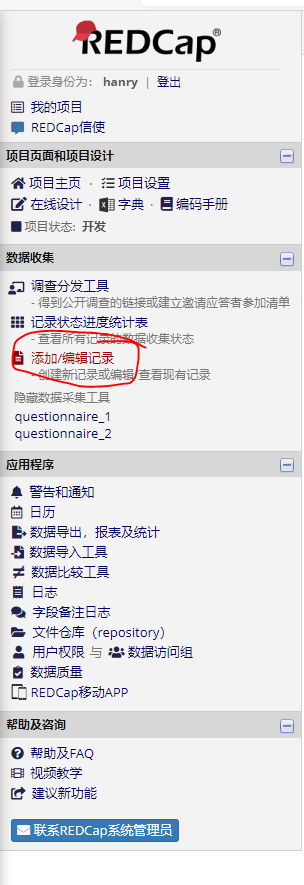 REDCap®
登录身份为： hanry | 登出
我的项目
REDCap信使
项目页面和项目设计
项目主页 · 项目设置
在线设计 · 字典 · 编码手册
项目状态: 开发
数据收集
调查分发工具
- 得到公开调查的链接或建立邀请应答者参加清单
记录状态进度统计表
- 查看所有记录的数据收集状态
添加/编辑记录
- 创建新记录或编辑 查看现有记录
隐藏数据采集工具
questionnaire_1
questionnaire_2
应用程序
警告和通知
日历
数据导出，报表及统计
数据导入工具
数据比较工具
日志
字段备注日志
文件仓库（repository）
用户权限 与 数据访问组
数据质量
REDCap移动APP
帮助及咨询
帮助及FAQ
视频教学
建议新功能
联系REDCap系统管理员